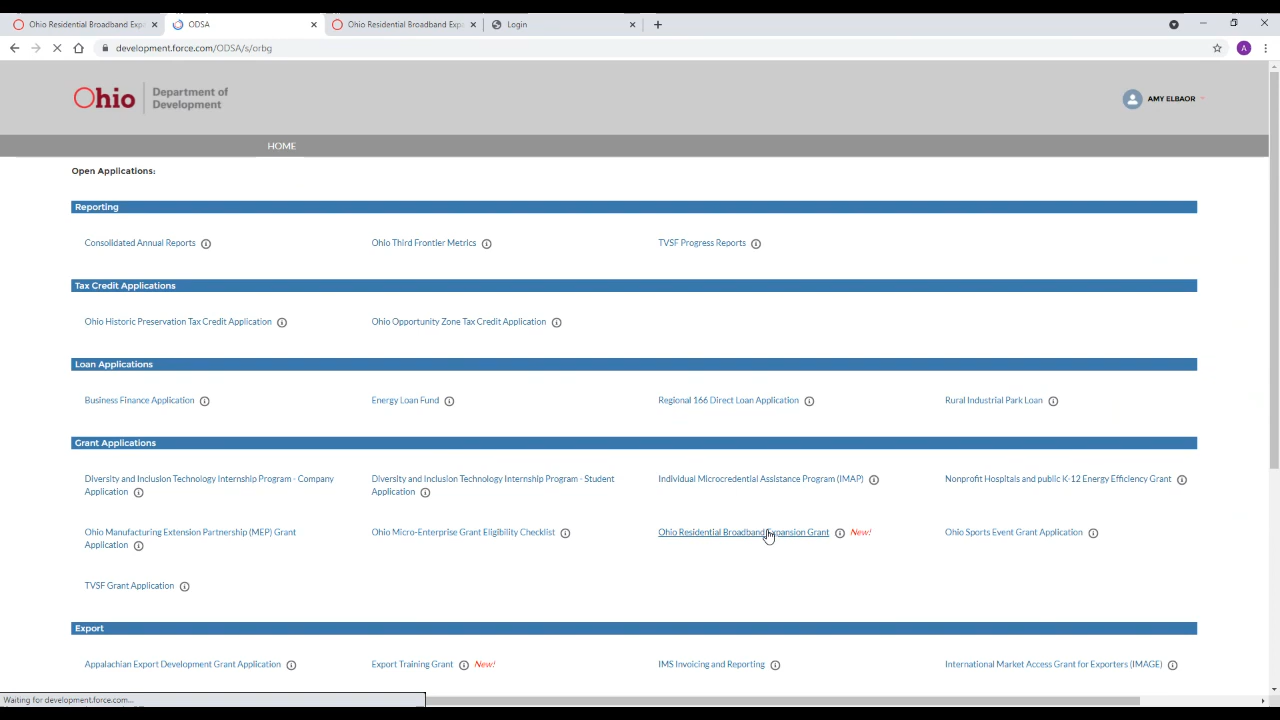 Ohio Residential Broadband Exp
ODSA
Ohio Residential Broadband Exp
Login
development.force.com/ODSA/s/orbg
A
Ohio
Department of
Development
AMY ELBAOR
HOME
Open Applications:
Reporting
Consolidated Annual Reports
Ohio Third Frontier Metrics
TVSF Progress Reports
Tax Credit Applications
Ohio Historic Preservation Tax Credit Application
Ohio Opportunity Zone Tax Credit Application
Loan Applications
Business Finance Application
Energy Loan Fund
Regional 166 Direct Loan Application
Rural Industrial Park Loan
Grant Applications
Diversity and Inclusion Technology Internship Program - Company
Application
Diversity and Inclusion Technology Internship Program - Student
Application
Individual Microcredential Assistance Program (IMAP)
Nonprofit Hospitals and public K-12 Energy Efficiency Grant
Ohio Manufacturing Extension Partnership (MEP) Grant
Application
Ohio Micro-Enterprise Grant Eligibility Checklist
Ohio Residential Broadband Expansion Grant New!
Ohio Sports Event Grant Application
TVSF Grant Application
Export
Appalachian Export Development Grant Application
Export Training Grant New!
IMS Invoicing and Reporting
International Market Access Grant for Exporters (IMAGE)
Waiting for development.force.com...